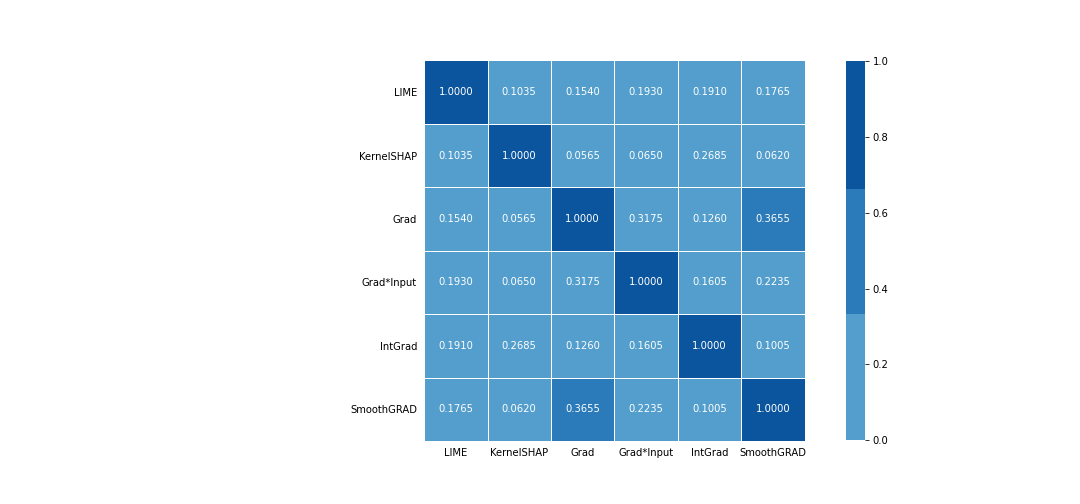 LIME 1.0000 0.1035 0.1540 0.1930 0.1910 0.1765
KernelSHAP 0.1035 1.0000 0.0565 0.0650 0.2685 0.0620
Grad 0.1540 0.0565 1.0000 0.3175 0.1260 0.3655
Grad*Input 0.1930 0.0650 0.3175 1.0000 0.1605 0.2235
IntGrad 0.1910 0.2685 0.1260 0.1605 1.0000 0.1005
SmoothGRAD 0.1765 0.0620 0.3655 0.2235 0.1005 1.0000
LIME KernelSHAP Grad Grad*Input IntGrad SmoothGRAD
1.0
0.8
0.6
0.4
0.2
0.0